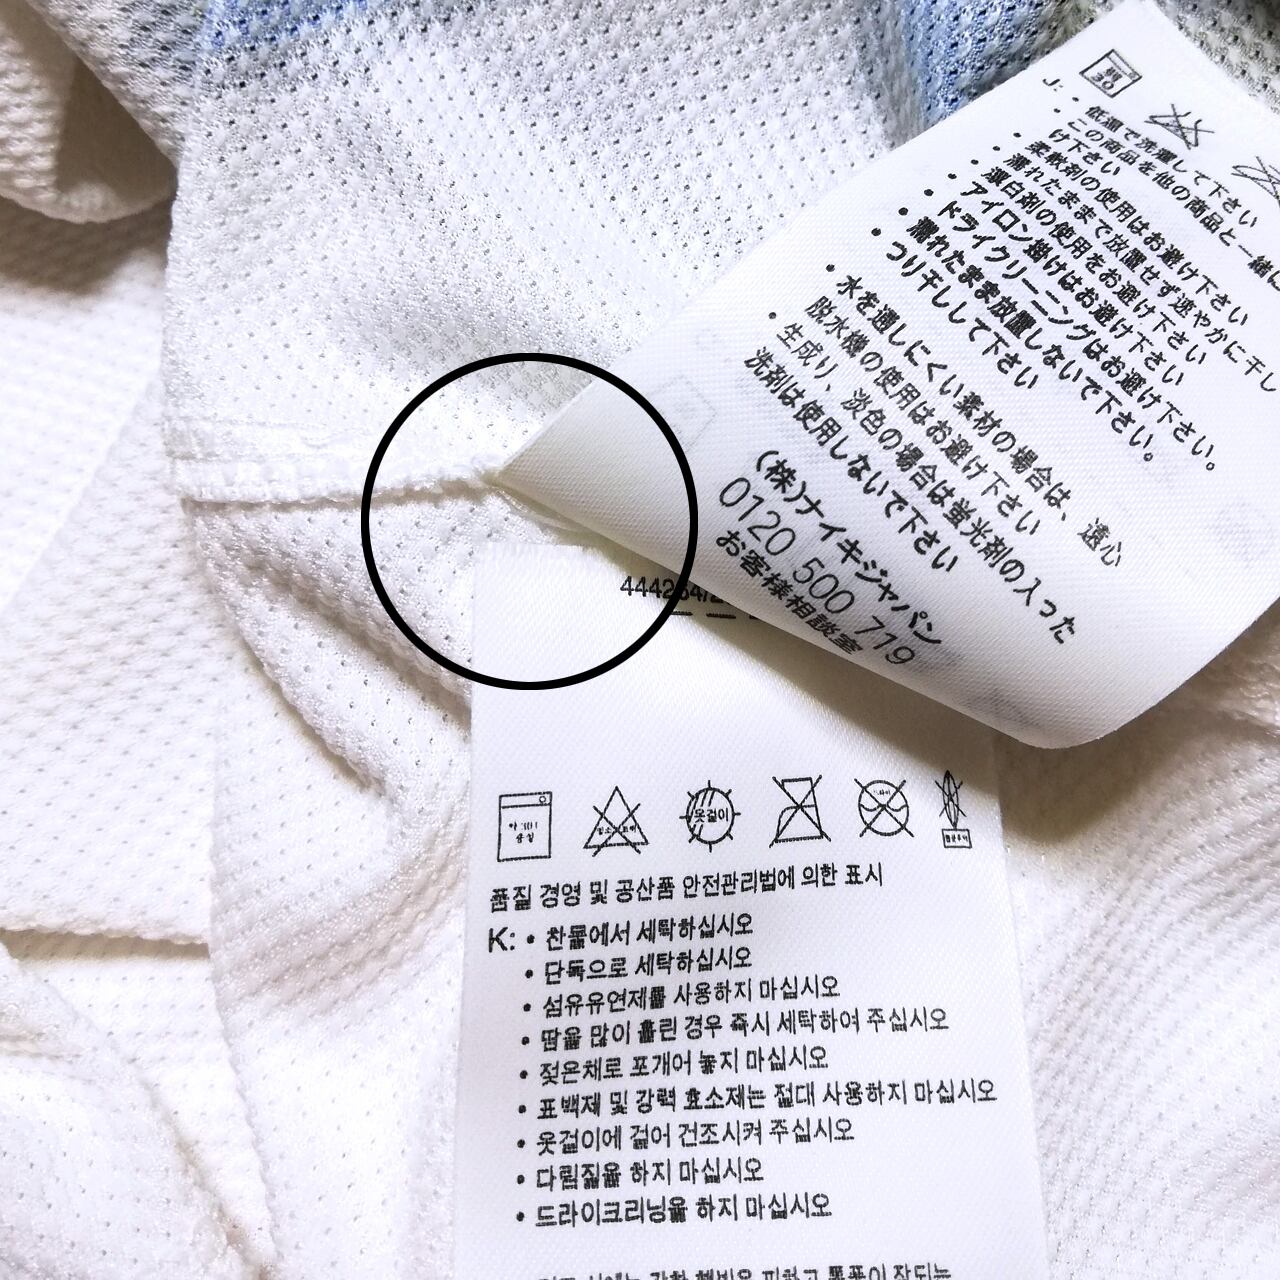 J:
・低温で洗濯して下さい
・この商品を他の商品と一緒に
け下さい
・柔軟剤の使用はお避け下さい
・濡れたままで放置せず速やかに干し
・漂白剤の使用をお避け下さい
・アイロン掛けはお避け下さい
・ドライクリーニングはお避け下さい。
・濡れたまま放置しないで下さい。
・つり干しして下さい
・水を通しにくい素材の場合は、遠心
脱水機の使用はお避け下さい
・生成り、淡色の場合は蛍光剤の入った
洗剤は使用しないで下さい
(株)ナイキジャパン
0120 500 719
お客様相談室
옷걸이
품질 경영 및 공산품 안전관리법에 의한 표시
K: • 찬물에서 세탁하십시오
• 단독으로 세탁하십시오
• 섬유유연제를 사용하지 마십시오
• 땀을 많이 흘린 경우 즉시 세탁하여 주십시오
• 젖은채로 포개어 놓지 마십시오
• 표백제 및 강력 효소제는 절대 사용하지 마십시오
• 옷걸이에 걸어 건조시켜 주십시오
• 다림질을 하지 마십시오
• 드라이크리닝을 하지 마십시오